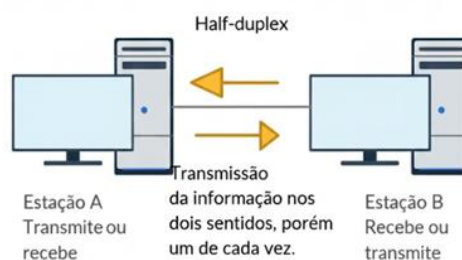 Half-duplex
Estação A
Transmite ou
recebe
Transmissão
da informação nos
dois sentidos, porém
um de cada vez.
Estação B
Recebe ou
transmite